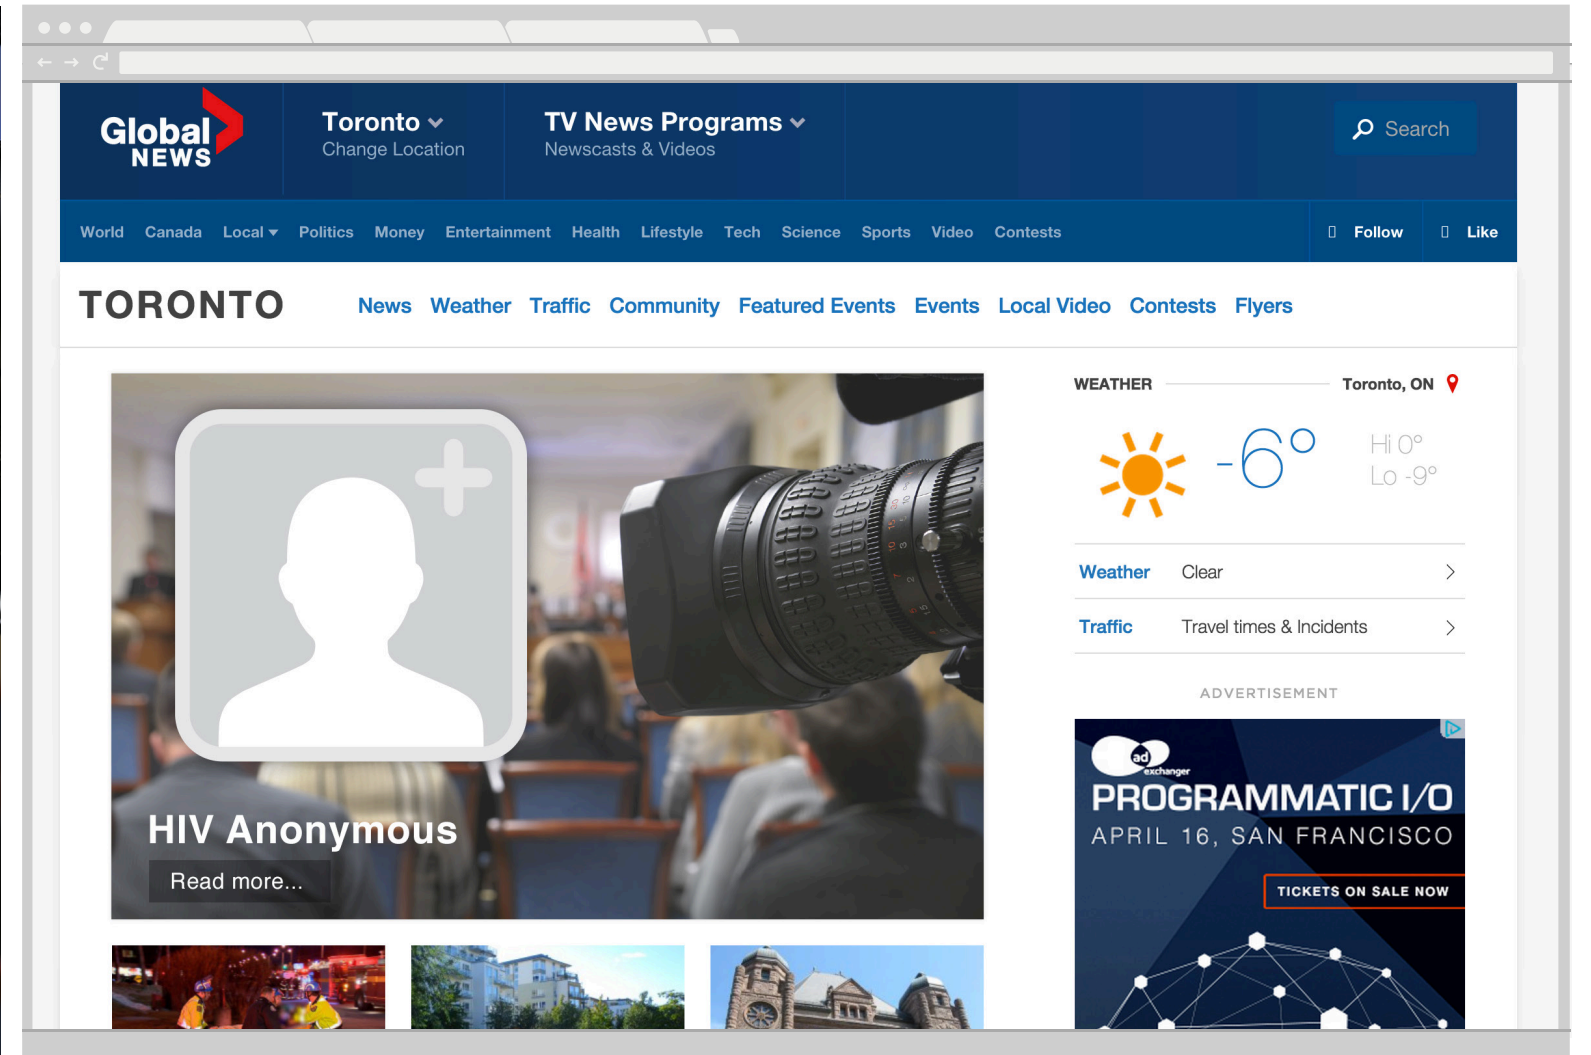 Global
NEWS
Toronto
Change Location
TV News Programs
Newscasts & Videos
Search
World Canada Local Politics Money Entertainment Health Lifestyle Tech Science Sports Video Contests Follow Like
TORONTO
News Weather Traffic Community Featured Events Events Local Video Contests Flyers
HIV Anonymous
Read more...
WEATHER Toronto, ON
-6°
Hi 0°
Lo -9°
Weather Clear
Traffic Travel times & Incidents
ADVERTISEMENT
ad
exchanger
PROGRAMMATIC I/O
APRIL 16, SAN FRANCISCO
TICKETS ON SALE NOW